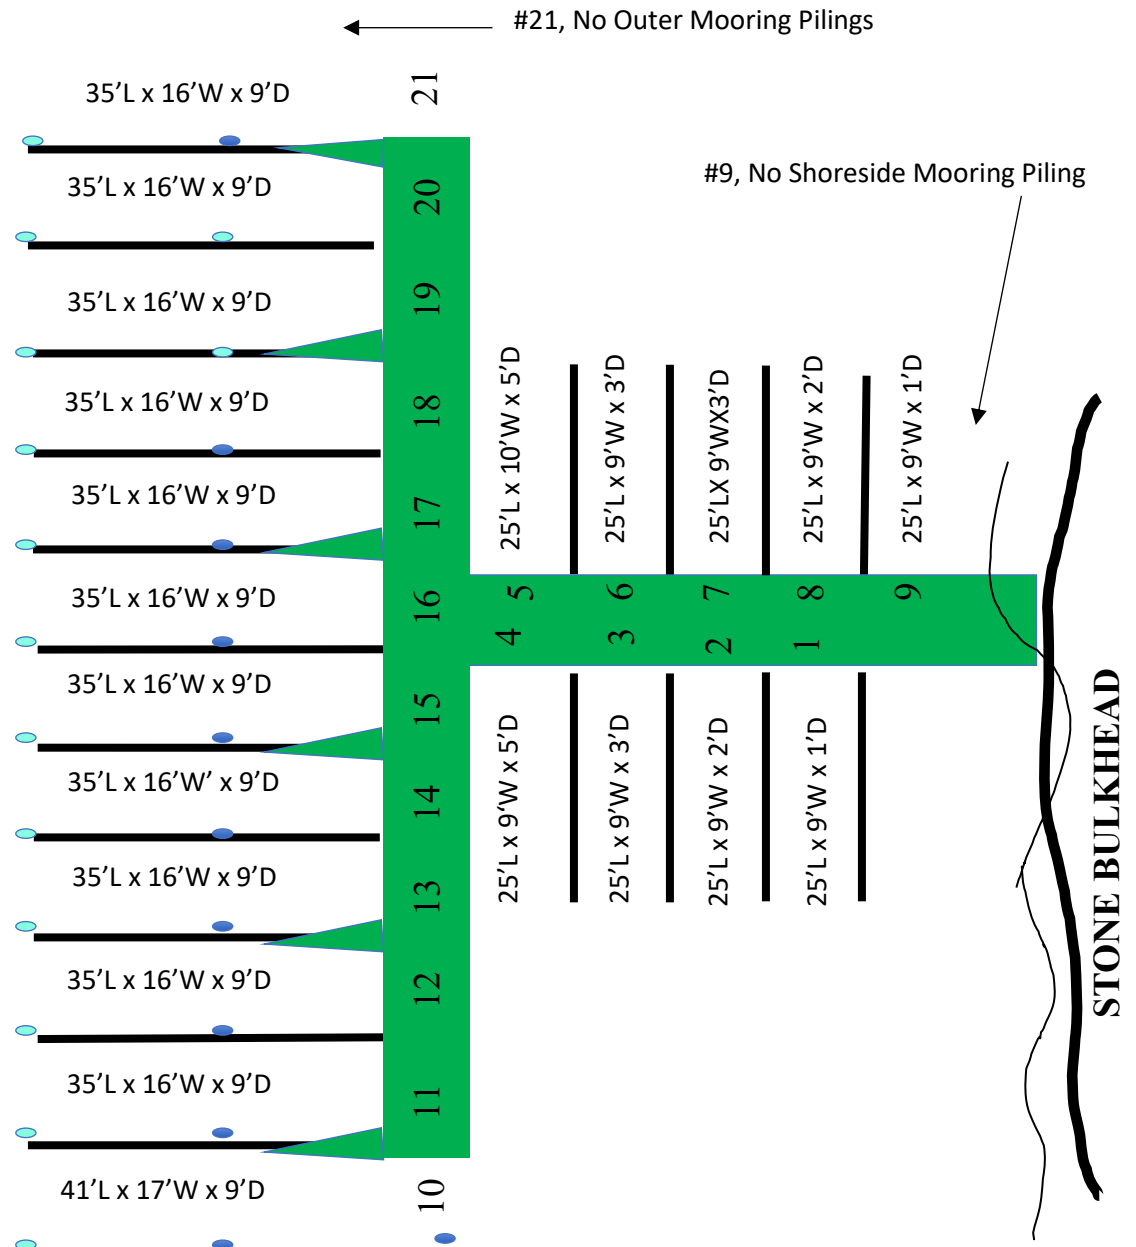 #21, No Outer Mooring Pilings
35’L x 16’W x 9’D
21
#9, No Shoreside Mooring Piling
35’L x 16’W x 9’D
20
35’L x 16’W x 9’D
19
35’L x 16’W x 9’D
18
35’L x 16’W x 9’D
17
35’L x 16’W x 9’D
16
35’L x 16’W x 9’D
15
35’L x 16’W’ x 9’D
14
35’L x 16’W x 9’D
13
35’L x 16’W x 9’D
12
35’L x 16’W x 9’D
11
41’L x 17’W x 9’D
10
25’L x 10’W x 5’D
25’L x 9’W x 3’D
25’LX 9’WX3’D
25’L x 9’W x 2’D
25’L x 9’W x 1’D
5
6
7
8
9
4
3
2
1
25’L x 9‘W x 5’D
25’L x 9’W x 3’D
25’L x 9’W x 2’D
25’L x 9’W x 1’D
STONE BULKHEAD